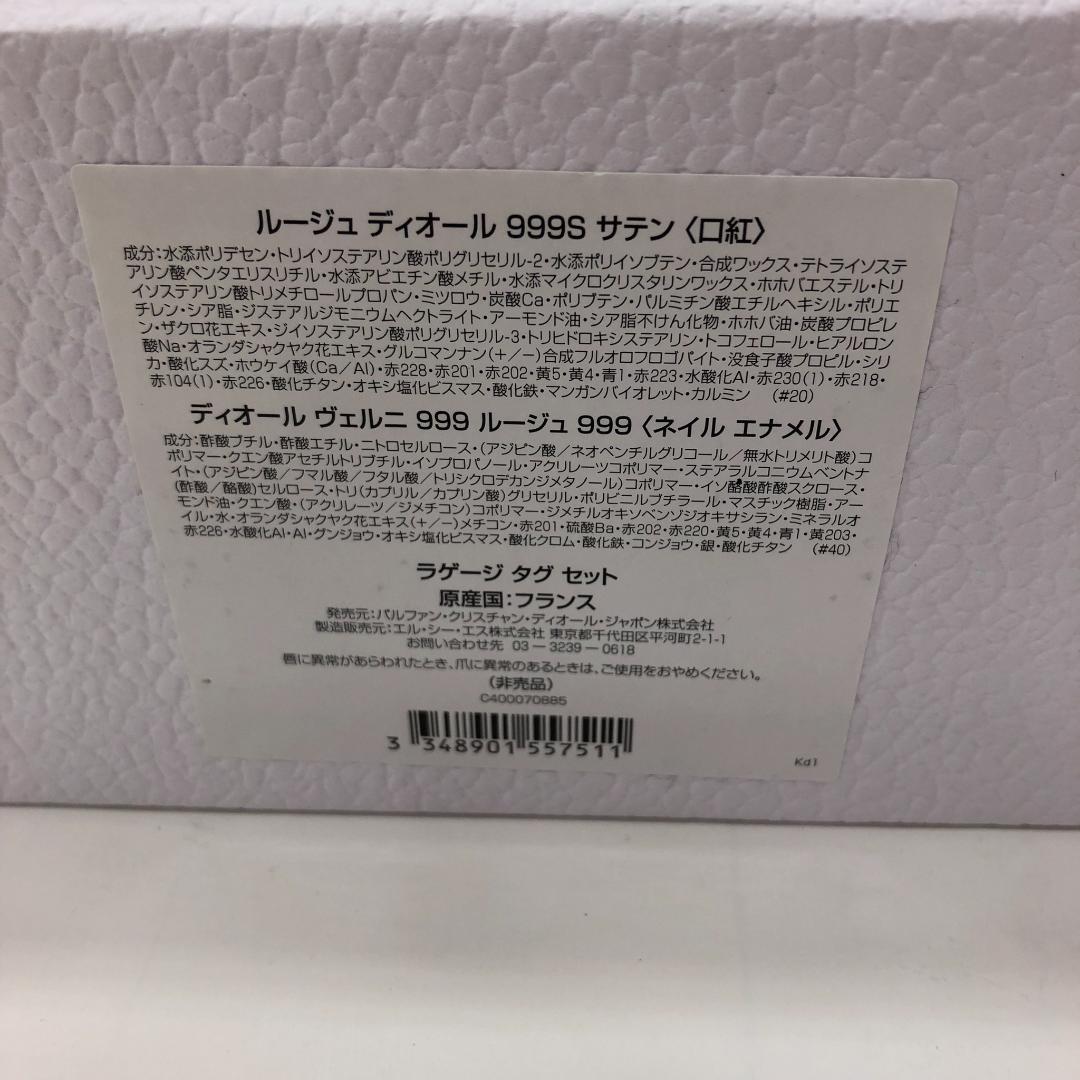 ルージュ ディオール 999S サテン〈口紅〉
成分:水添ポリデセン・トリイソステアリン酸ポリグリセリル-2・水添ポリイソブテン・合成ワックス・テトライソステ
アリン酸ペンタエリスリチル・水添アビエチン酸メチル・水添マイクロクリスタリンワックス・ホホバエステル・トリ
イソステアリン酸トリメチロールプロパン・ミツロウ・炭酸Ca・ポリブテン・パルミチン酸エチルヘキシル・ポリエ
チレン・シア脂・ジステアルジモニウムヘクトライト・アーモンド油・シア脂不けん化物・ホホバ油・炭酸プロピレ
ン・ザクロ花エキス・ジイソステアリン酸ポリグリセリル-3・トリヒドロキシステアリン・トコフェロール・ヒアルロン
酸Na・オランダシャクヤク花エキス・グルコマンナン(+/-)合成フルオロフロゴパイト・没食子酸プロピル・シリ
カ・酸化スズ・ホウケイ酸(Ca/Al)・赤228・赤201・赤202・黄5・黄4・青1・赤223・水酸化Al・赤230(1)・赤218・
赤104(1)・赤226・酸化チタン・オキシ塩化ビスマス・酸化鉄・マンガンバイオレット・カルミン (#20)
ディオール ヴェルニ 999 ルージュ 999〈ネイル エナメル〉
成分:酢酸ブチル・酢酸エチル・ニトロセルロース・(アジピン酸/ネオペンチルグリコール/無水トリメリト酸)コ
ポリマー・クエン酸アセチルトリブチル・イソプロパノール・アクリレーツコポリマー・ステアラルコニウムベントナ
イト・(アジピン酸/フマル酸/フタル酸/トリシクロデカンジメタノール)コポリマー・イソ酪酸酢酸スクロース・
(酢酸/酪酸)セルロース・トリ(カプリル/カプリン酸)グリセリル・ポリビニルブチラール・マスチック樹脂・アー
モンド油・クエン酸・(アクリレーツ/ジメチコン)コポリマー・ジメチルオキソベンゾジオキサシラン・ミネラルオ
イル・水・オランダシャクヤク花エキス(+/-)メチコン・赤201・硫酸Ba・赤202・赤220・黄5・黄4・青1・黄203・
赤226・水酸化Al・Al・グンジョウ・オキシ塩化ビスマス・酸化クロム・酸化鉄・コンジョウ・銀・酸化チタン (#40)
ラゲージ タグ セット
原産国:フランス
発売元:パルファン・クリスチャン・ディオール・ジャポン株式会社
製造販売元:エル・シー・エス株式会社 東京都千代田区平河町2-1-1
お問い合わせ先 03-3239-0618
唇に異常があらわれたとき、爪に異常のあるときは、ご使用をおやめください。
(非売品)
C400070885
3 348901 557511
Kd1